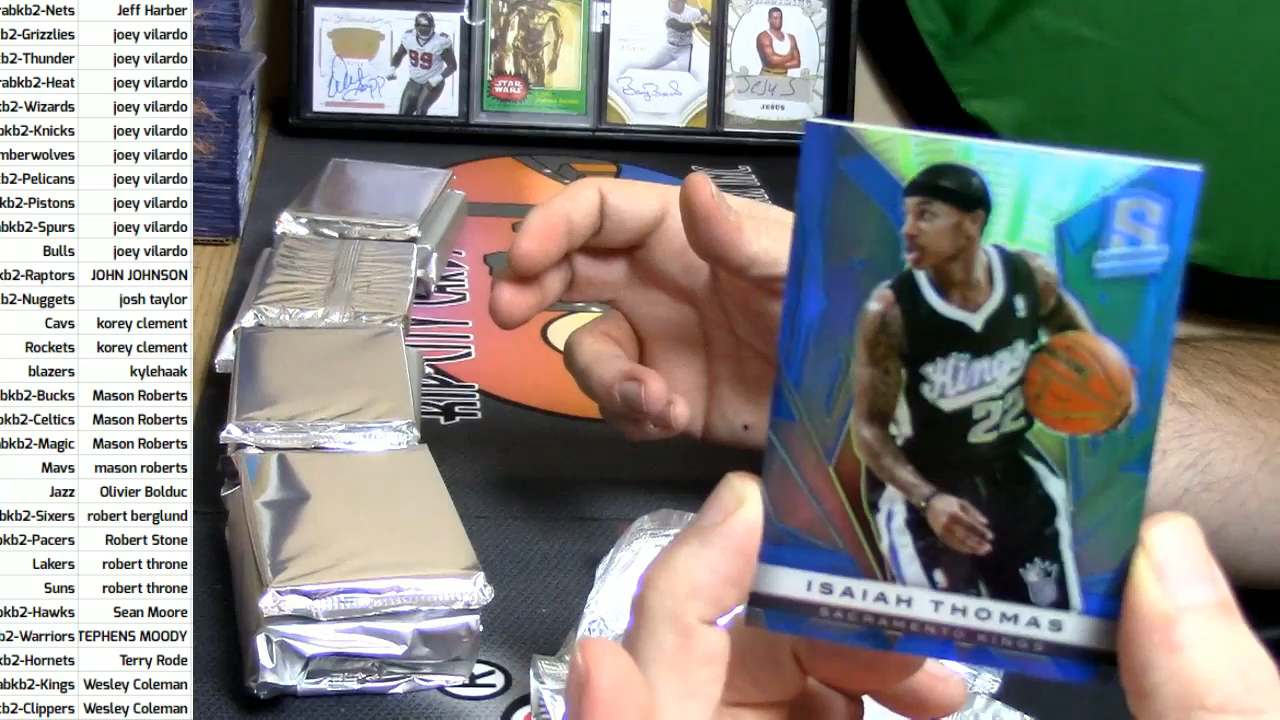 rabkb2-Nets Jeff Harber
b2-Grizzlies joey vilardo
b2-Thunder joey vilardo
rabkb2-Heat joey vilardo
kb2-Wizards joey vilardo
bkb2-Knicks joey vilardo
mberwolves joey vilardo
b2-Pelicans joey vilardo
kb2-Pistons joey vilardo
abkb2-Spurs joey vilardo
Bulls joey vilardo
kb2-Raptors JOHN JOHNSON
kb2-Nuggets josh taylor
Cavs korey clement
Rockets korey clement
blazers kylehaak
abkb2-Bucks Mason Roberts
bkb2-Celtics Mason Roberts
abkb2-Magic Mason Roberts
Mavs mason roberts
Jazz Olivier Bolduc
bkb2-Sixers robert berglund
bkb2-Pacers Robert Stone
Lakers robert throne
Suns robert throne
bkb2-Hawks Sean Moore
b2-Warriors TEPHENS MOODY
kb2-Hornets Terry Rode
abkb2-Kings Wesley Coleman
kb2-Clippers Wesley Coleman
99
STAR
WARS
JESUS
Kings
22
ISAIAH THOMAS
SACRAMENTO KINGS